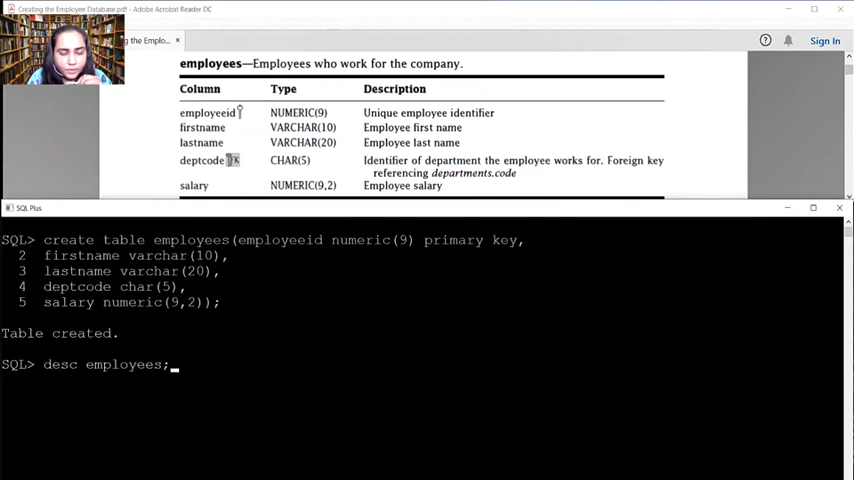 Creating the Employee Database.pdf - Adobe Acrobat Reader DC
ng the Emplo... ×
Sign In
employees—Employees who work for the company.
Column Type Description
employeeid NUMERIC(9) Unique employee identifier
firstname VARCHAR(10) Employee first name
lastname VARCHAR(20) Employee last name
deptcode FK CHAR(5) Identifier of department the employee works for. Foreign key
referencing departments.code
salary NUMERIC(9,2) Employee salary
SQL Plus
SQL> create table employees(employeeid numeric(9) primary key,
2 firstname varchar(10),
3 lastname varchar(20),
4 deptcode char(5),
5 salary numeric(9,2));
Table created.
SQL> desc employees;